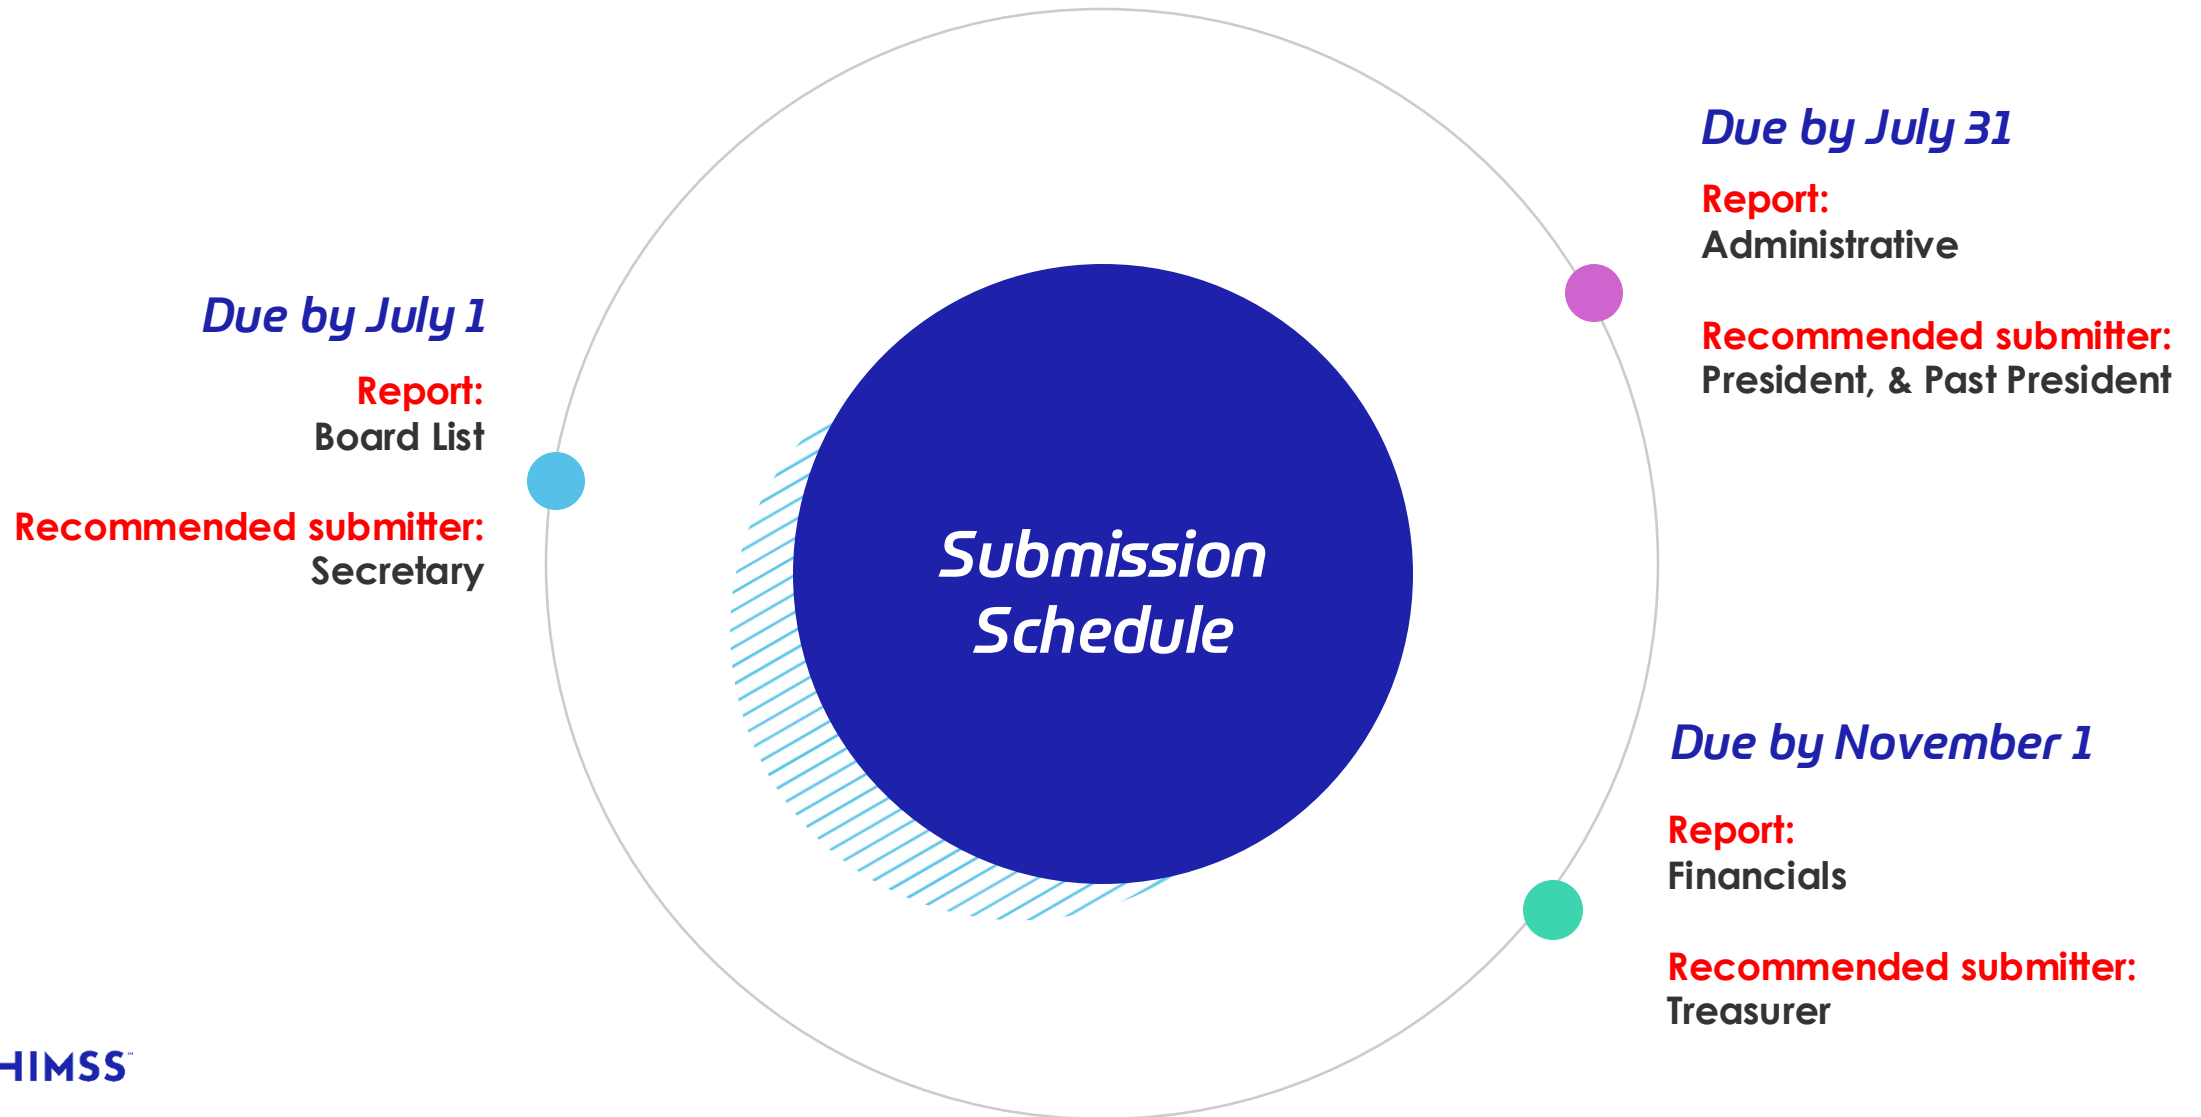 Due by July 1
Report:
Board List
Recommended submitter:
Secretary
Submission
Schedule
Due by July 31
Report:
Administrative
Recommended submitter:
President, & Past President
Due by November 1
Report:
Financials
Recommended submitter:
Treasurer
HIMSS™